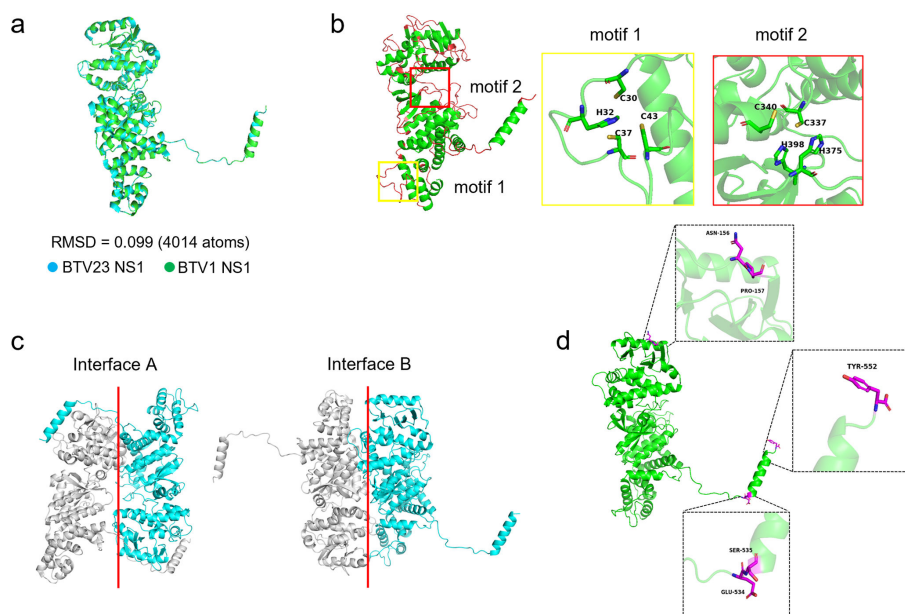 a
RMSD = 0.099 (4014 atoms)
BTV23 NS1 BTV1 NS1
b
motif 2
motif 1
motif 1
C30
H32
C43
C37
motif 2
C340
C337
H398
H375
c
Interface A
Interface B
d
ASN-156
PRO-157
TYR-552
SER-535
GLU-534